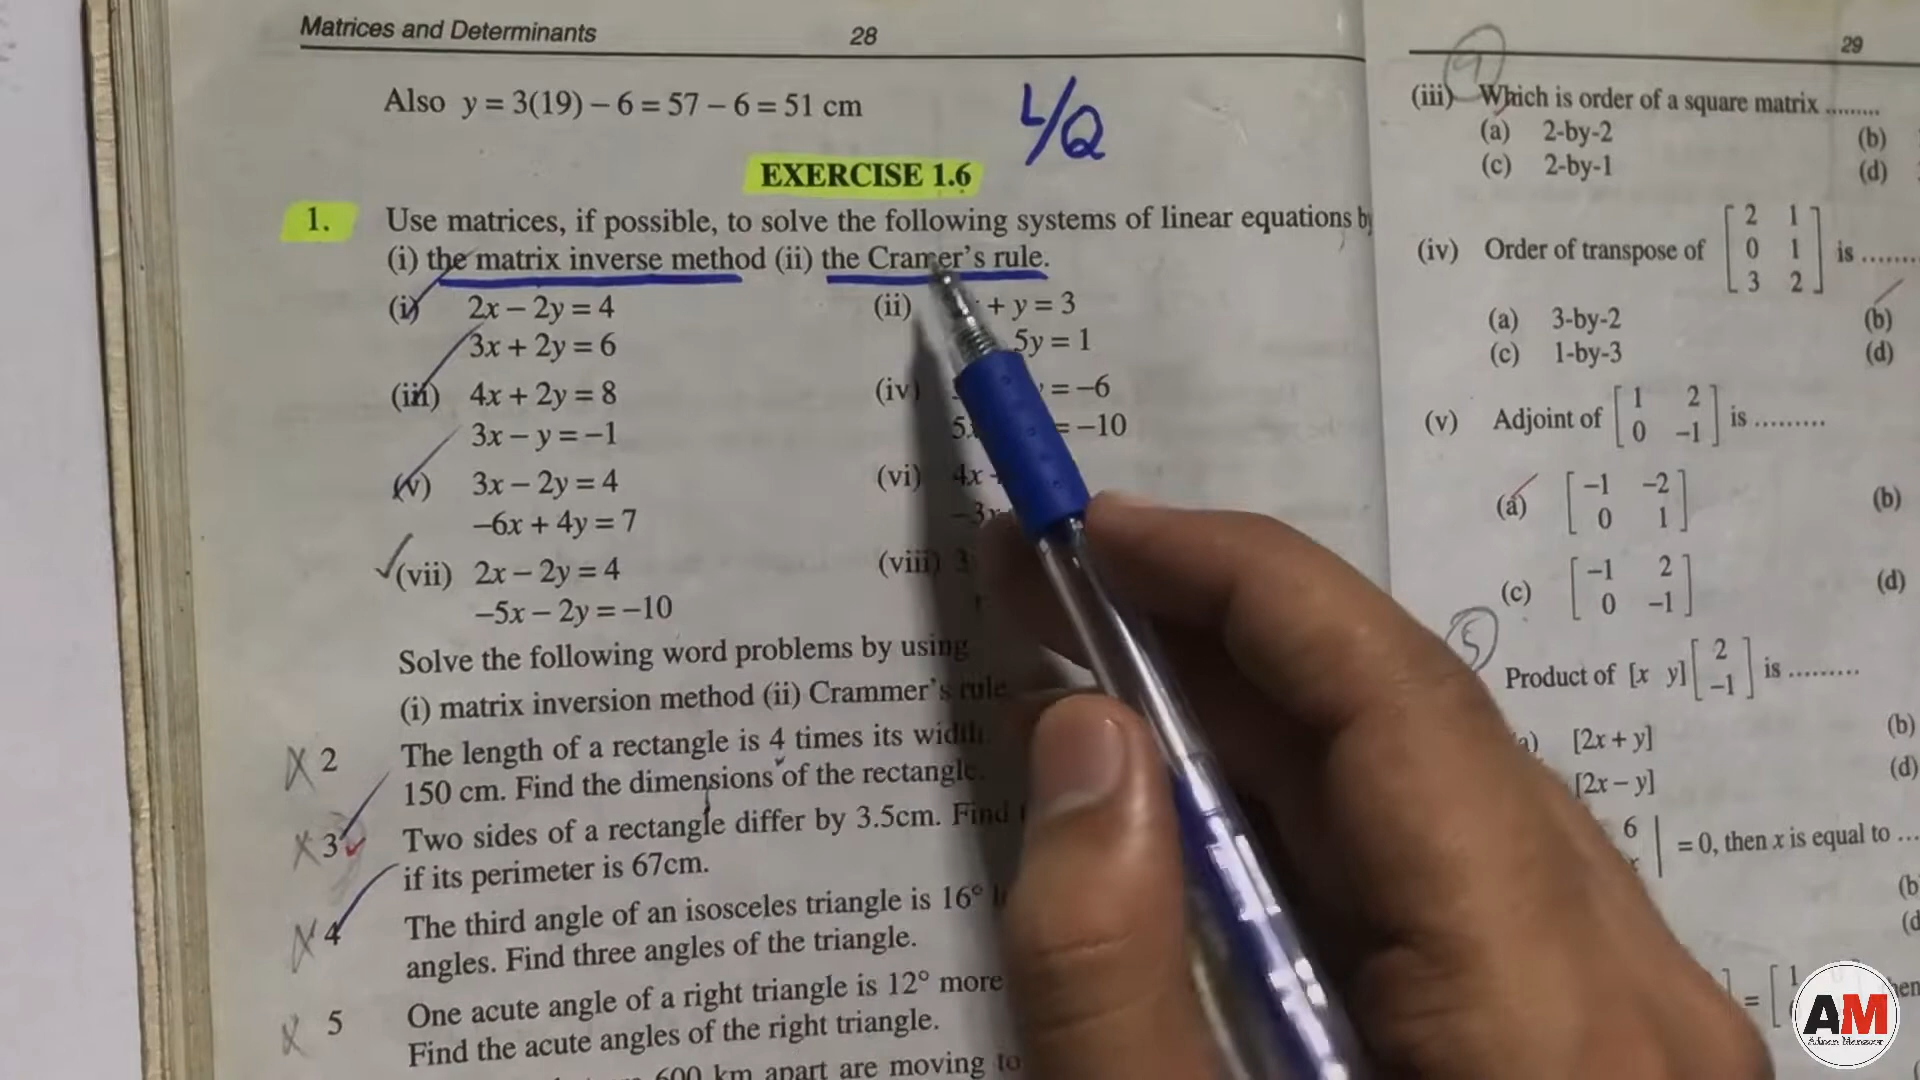 Matrices and Determinants 28
Also y = 3(19) – 6 = 57 – 6 = 51 cm
L/Q
EXERCISE 1.6
1. Use matrices, if possible, to solve the following systems of linear equations
(i) the matrix inverse method (ii) the Cramer's rule.
(i) 2x – 2y = 4
3x + 2y = 6
(ii) + y = 3
5y = 1
(iii) 4x + 2y = 8
3x – y = –1
(iv) = –6
= –10
(v) 3x – 2y = 4
–6x + 4y = 7
(vi) 4x
–3x
(vii) 2x – 2y = 4
–5x – 2y = –10
(viii) 3
Solve the following word problems by using
(i) matrix inversion method (ii) Crammer's rule
2 The length of a rectangle is 4 times its width
150 cm. Find the dimensions of the rectangle.
3 Two sides of a rectangle differ by 3.5cm. Find
if its perimeter is 67cm.
4 The third angle of an isosceles triangle is 16°
angles. Find three angles of the triangle.
5 One acute angle of a right triangle is 12° more
Find the acute angles of the right triangle.
600 km apart are moving to
29
(iii) Which is order of a square matrix .........
(a) 2-by-2 (b)
(c) 2-by-1 (d)
(iv) Order of transpose of [2 1
0 1
3 2] is .......
(a) 3-by-2 (b)
(c) 1-by-3 (d)
(v) Adjoint of [1 2
0 –1] is .........
(a) [–1 –2
0 1] (b)
(c) [–1 2
0 –1] (d)
5
Product of [x y] [2
–1] is .........
[2x + y] (b)
[2x – y] (d)
6
= 0, then x is equal to ...
(b)
= [1
AM
Adnan Manzoor